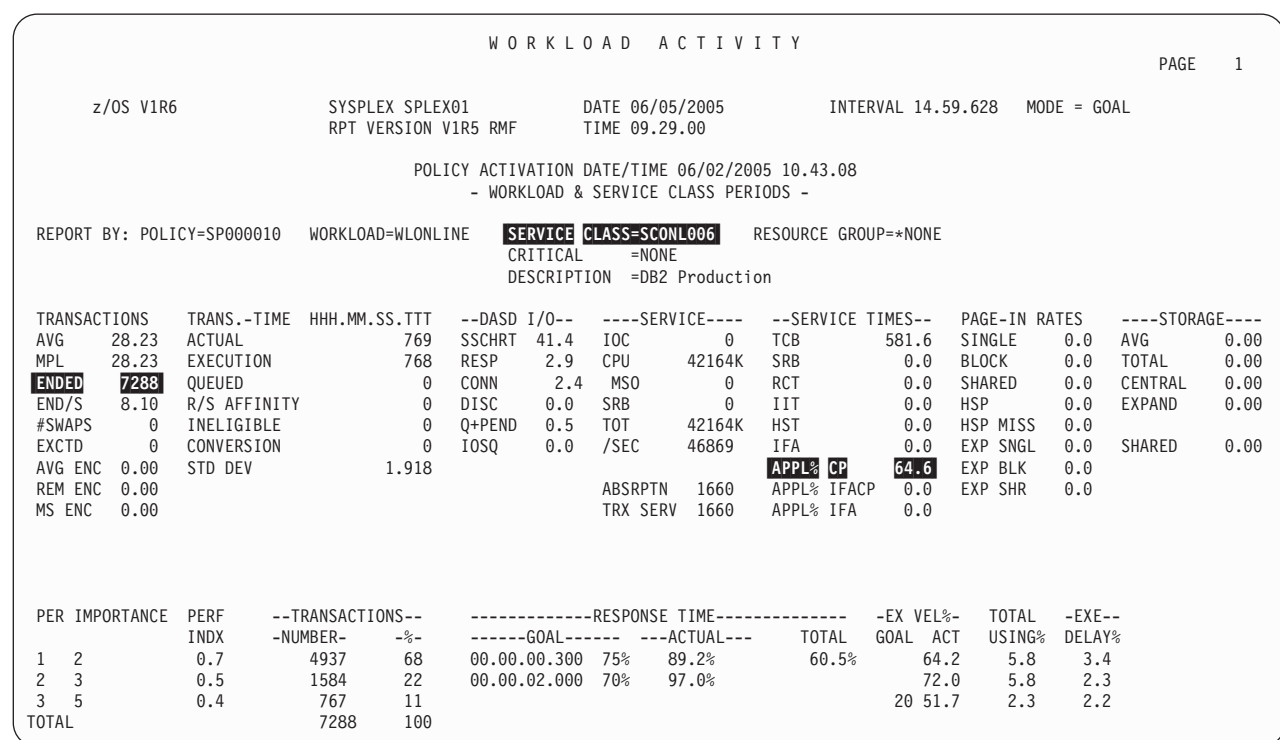 W O R K L O A D   A C T I V I T Y
PAGE 1
z/OS V1R6 SYSPLEX SPLEX01 DATE 06/05/2005 INTERVAL 14.59.628 MODE = GOAL
RPT VERSION V1R5 RMF TIME 09.29.00
POLICY ACTIVATION DATE/TIME 06/02/2005 10.43.08
- WORKLOAD & SERVICE CLASS PERIODS -
REPORT BY: POLICY=SP000010 WORKLOAD=WLONLINE SERVICE CLASS=SCONL006 RESOURCE GROUP=*NONE
CRITICAL =NONE
DESCRIPTION =DB2 Production
TRANSACTIONS TRANS.-TIME HHH.MM.SS.TTT --DASD I/O-- ----SERVICE---- --SERVICE TIMES-- PAGE-IN RATES ----STORAGE----
AVG 28.23 ACTUAL 769 SSCHRT 41.4 IOC 0 TCB 581.6 SINGLE 0.0 AVG 0.00
MPL 28.23 EXECUTION 768 RESP 2.9 CPU 42164K SRB 0.0 BLOCK 0.0 TOTAL 0.00
ENDED 7288 QUEUED 0 CONN 2.4 MSO 0 RCT 0.0 SHARED 0.0 CENTRAL 0.00
END/S 8.10 R/S AFFINITY 0 DISC 0.0 SRB 0 IIT 0.0 HSP 0.0 EXPAND 0.00
#SWAPS 0 INELIGIBLE 0 Q+PEND 0.5 TOT 42164K HST 0.0 HSP MISS 0.0
EXCTD 0 CONVERSION 0 IOSQ 0.0 /SEC 46869 IFA 0.0 EXP SNGL 0.0 SHARED 0.00
AVG ENC 0.00 STD DEV 1.918 APPL% CP 64.6 EXP BLK 0.0
REM ENC 0.00 ABSRPTN 1660 APPL% IFACP 0.0 EXP SHR 0.0
MS ENC 0.00 TRX SERV 1660 APPL% IFA 0.0
PER IMPORTANCE PERF --TRANSACTIONS-- -------------RESPONSE TIME-------------- -EX VEL%- TOTAL -EXE--
INDX -NUMBER- -%- ------GOAL------ ---ACTUAL--- TOTAL GOAL ACT USING% DELAY%
1 2 0.7 4937 68 00.00.00.300 75% 89.2% 60.5% 64.2 5.8 3.4
2 3 0.5 1584 22 00.00.02.000 70% 97.0% 72.0 5.8 2.3
3 5 0.4 767 11 20 51.7 2.3 2.2
TOTAL 7288 100